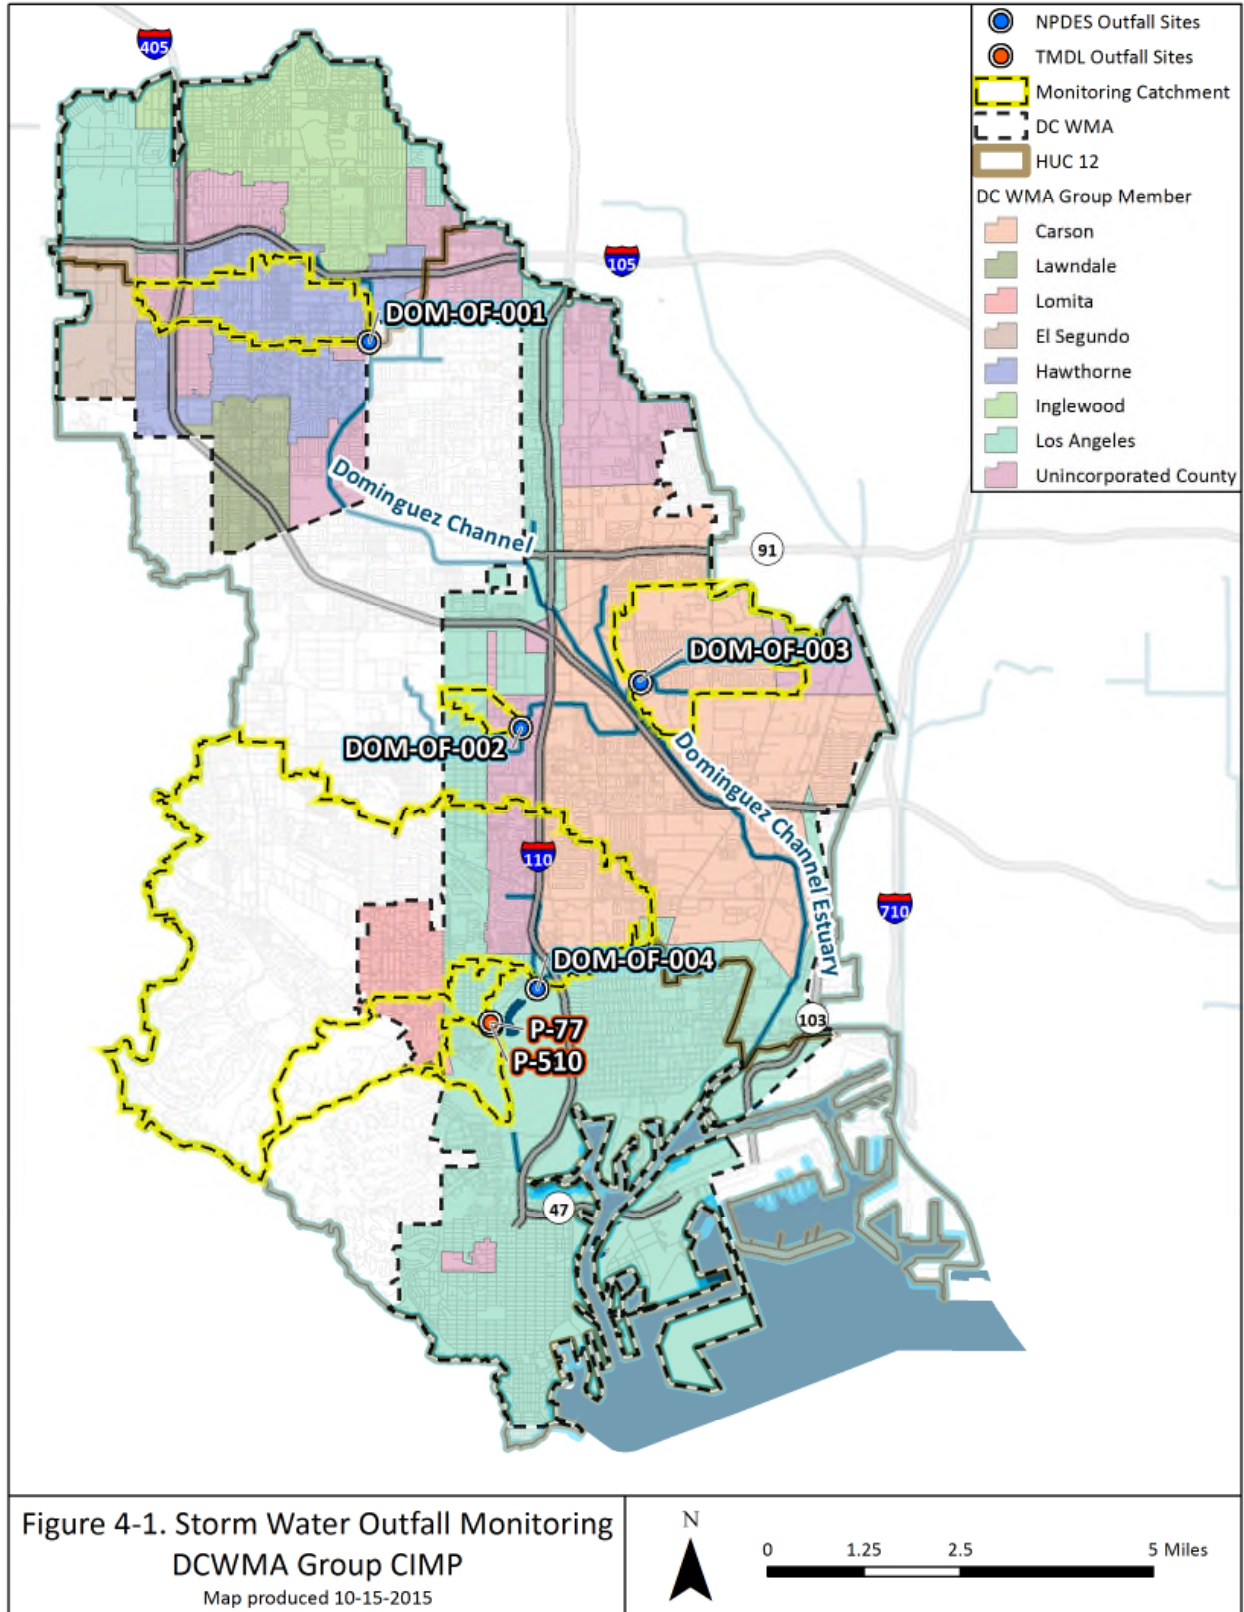 405
NPDES Outfall Sites
TMDL Outfall Sites
Monitoring Catchment
DC WMA
HUC 12
DC WMA Group Member
Carson
Lawndale
Lomita
El Segundo
Hawthorne
Inglewood
Los Angeles
Unincorporated County
105
DOM-OF-001
Dominguez Channel
91
DOM-OF-003
DOM-OF-002
Dominguez Channel Estuary
110
710
DOM-OF-004
103
P-77
P-510
47
Figure 4-1. Storm Water Outfall Monitoring
DCWMA Group CIMP
Map produced 10-15-2015
N
0 1.25 2.5 5 Miles